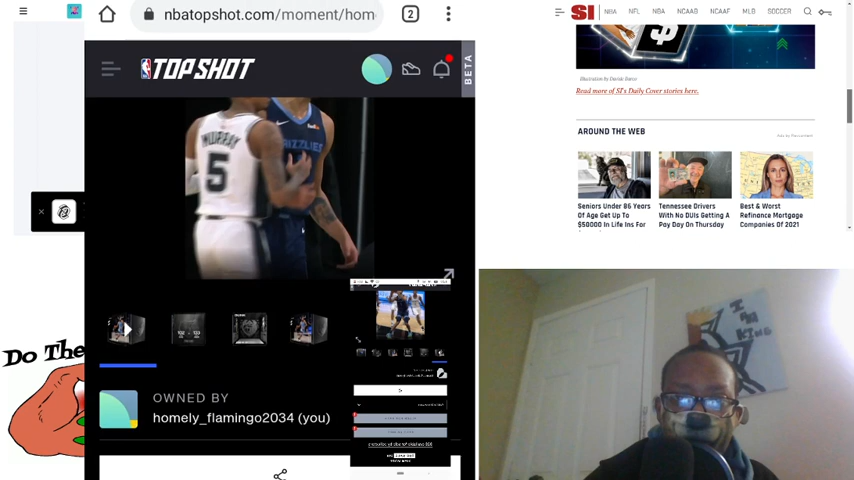 nbatopshot.com/moment/hom
2
TOP SHOT
BETA
MURRAY
5
GRIZZLIES
Do The
OWNED BY
homely_flamingo2034 (you)
SI
NBA NFL NBA NCAAB NCAAF MLB SOCCER
$
Illustration by
Read more of SI's Daily Cover stories here.
AROUND THE WEB
Seniors Under 86 Years
Of Age Get Up To
$50000 In Life Ins For
Tennessee Drivers
With No DUIs Getting A
Pay Day On Thursday
Best & Worst
Refinance Mortgage
Companies Of 2021
I AM
KING